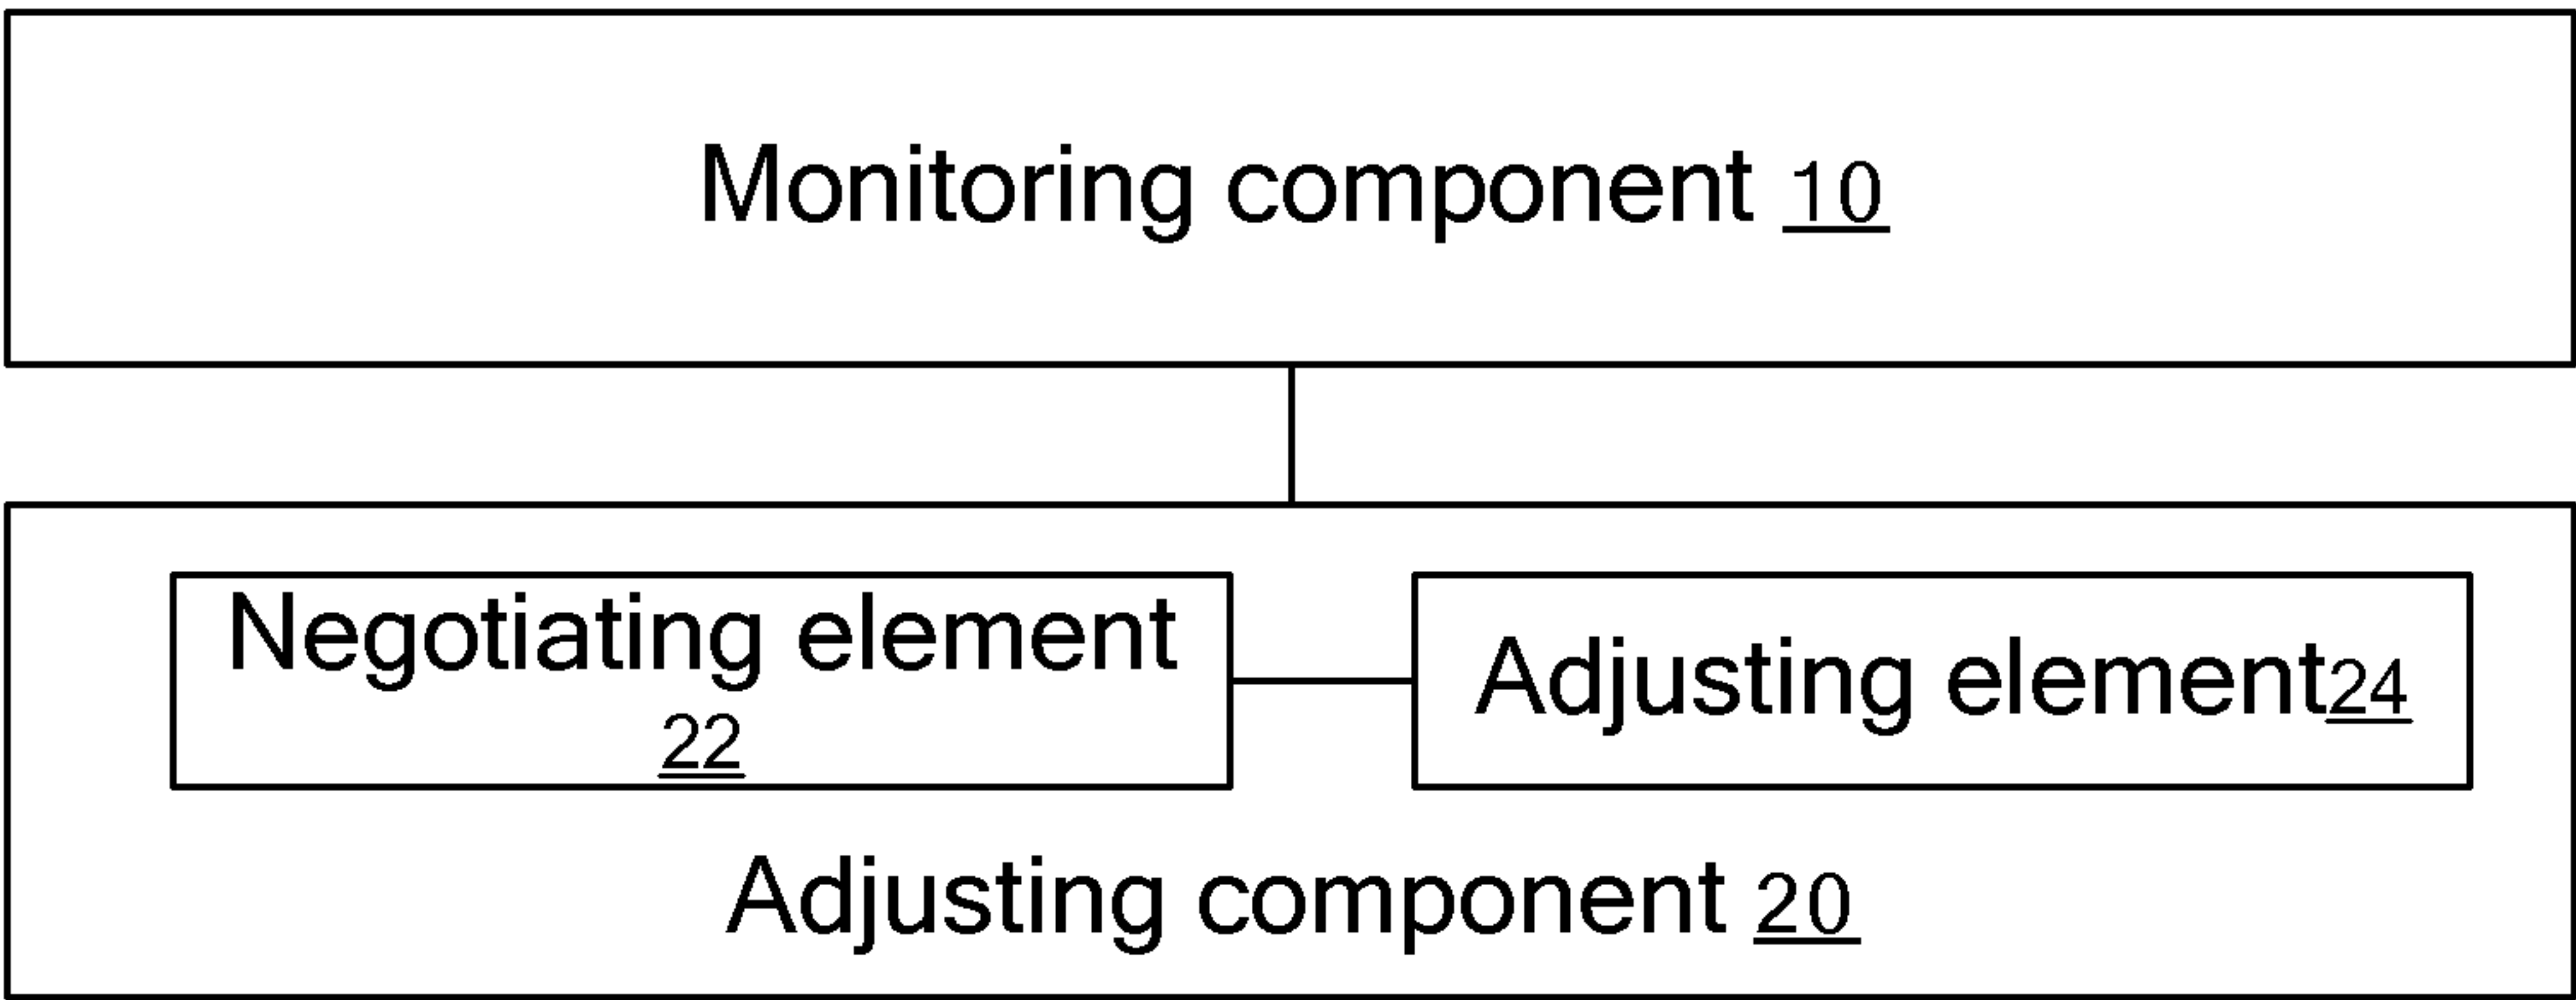 Monitoring component 10
Negotiating element
22
Adjusting element24
Adjusting component 20